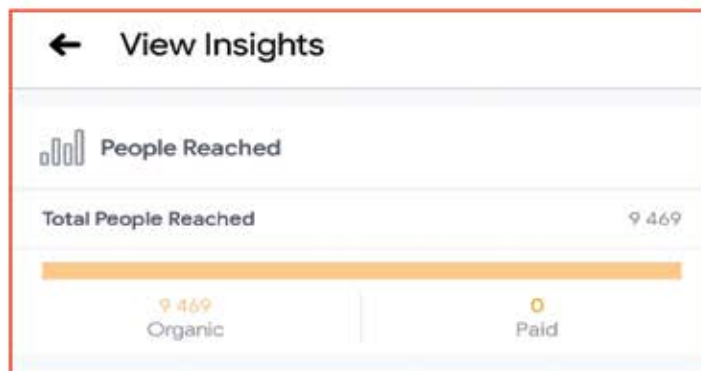 View Insights
People Reached
Total People Reached 9 469
9 469 0
Organic Paid